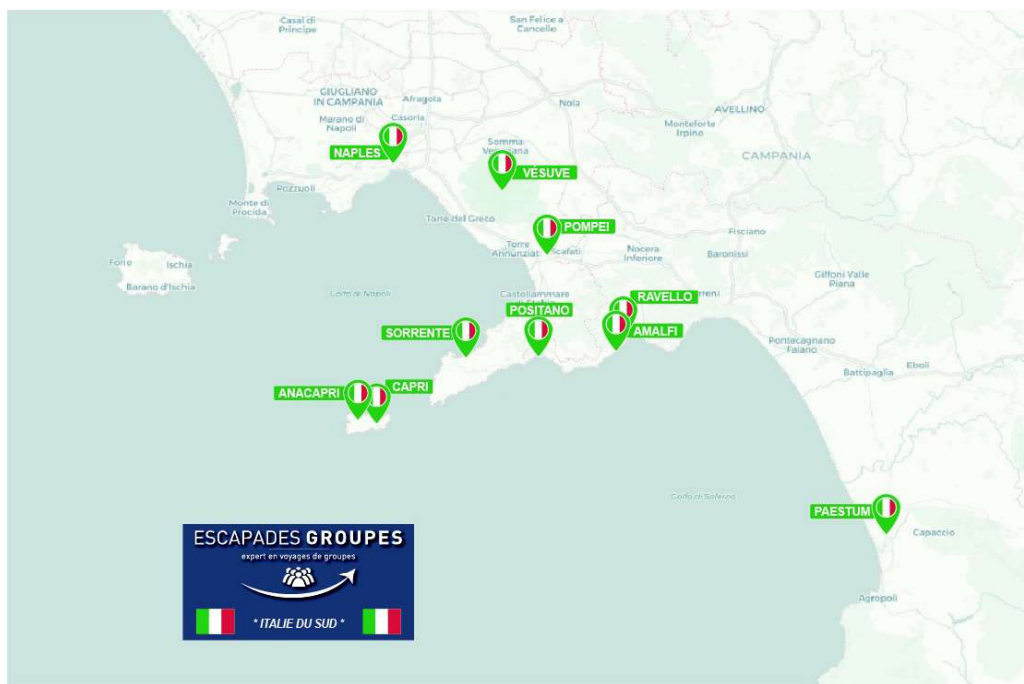 Casal di
Principe
San Felice a
Cancello
GIUGLIANO
IN CAMPANIA
Afragola
Nola
Marano di
Napoli
Casoria
AVELLINO
Monteforte
Irpino
NAPLES
Somma
CAMPANIA
VÉSUVE
Pozzuoli
Monte di
Procida
Torre del Greco
POMPEI
Fisciano
Torre
Annunziat
icafati
Nocera
Inferiore
Baronissi
Forio
Ischia
Barano d'Ischia
Giffoni Valle
Piana
Golfo di Napoli
Castellammare
RAVELLO
rreni
POSITANO
SORRENTE
AMALFI
Pontecagnano
Faiano
Battipaglia
Eboli
ANACAPRI
CAPRI
Golfo di Salerno
PAESTUM
Capaccio
ESCAPADES GROUPES
expert en voyages de groupes
* ITALIE DU SUD *
Agropoli